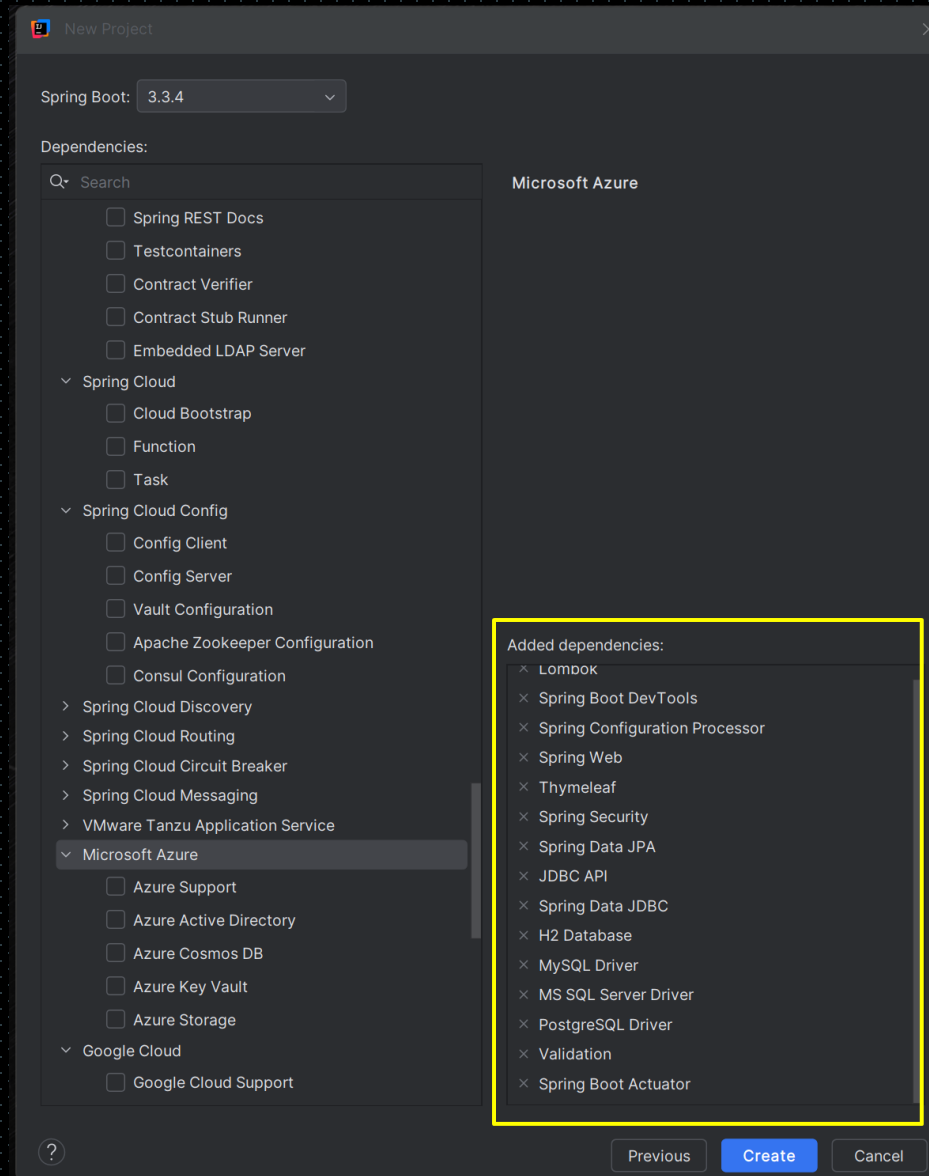 New Project
Spring Boot: 3.3.4
Dependencies:
Search
Spring REST Docs
Testcontainers
Contract Verifier
Contract Stub Runner
Embedded LDAP Server
Spring Cloud
Cloud Bootstrap
Function
Task
Spring Cloud Config
Config Client
Config Server
Vault Configuration
Apache Zookeeper Configuration
Consul Configuration
Spring Cloud Discovery
Spring Cloud Routing
Spring Cloud Circuit Breaker
Spring Cloud Messaging
VMware Tanzu Application Service
Microsoft Azure
Azure Support
Azure Active Directory
Azure Cosmos DB
Azure Key Vault
Azure Storage
Google Cloud
Google Cloud Support
Microsoft Azure
Added dependencies:
Lombok
Spring Boot DevTools
Spring Configuration Processor
Spring Web
Thymeleaf
Spring Security
Spring Data JPA
JDBC API
Spring Data JDBC
H2 Database
MySQL Driver
MS SQL Server Driver
PostgreSQL Driver
Validation
Spring Boot Actuator
? Previous Create Cancel